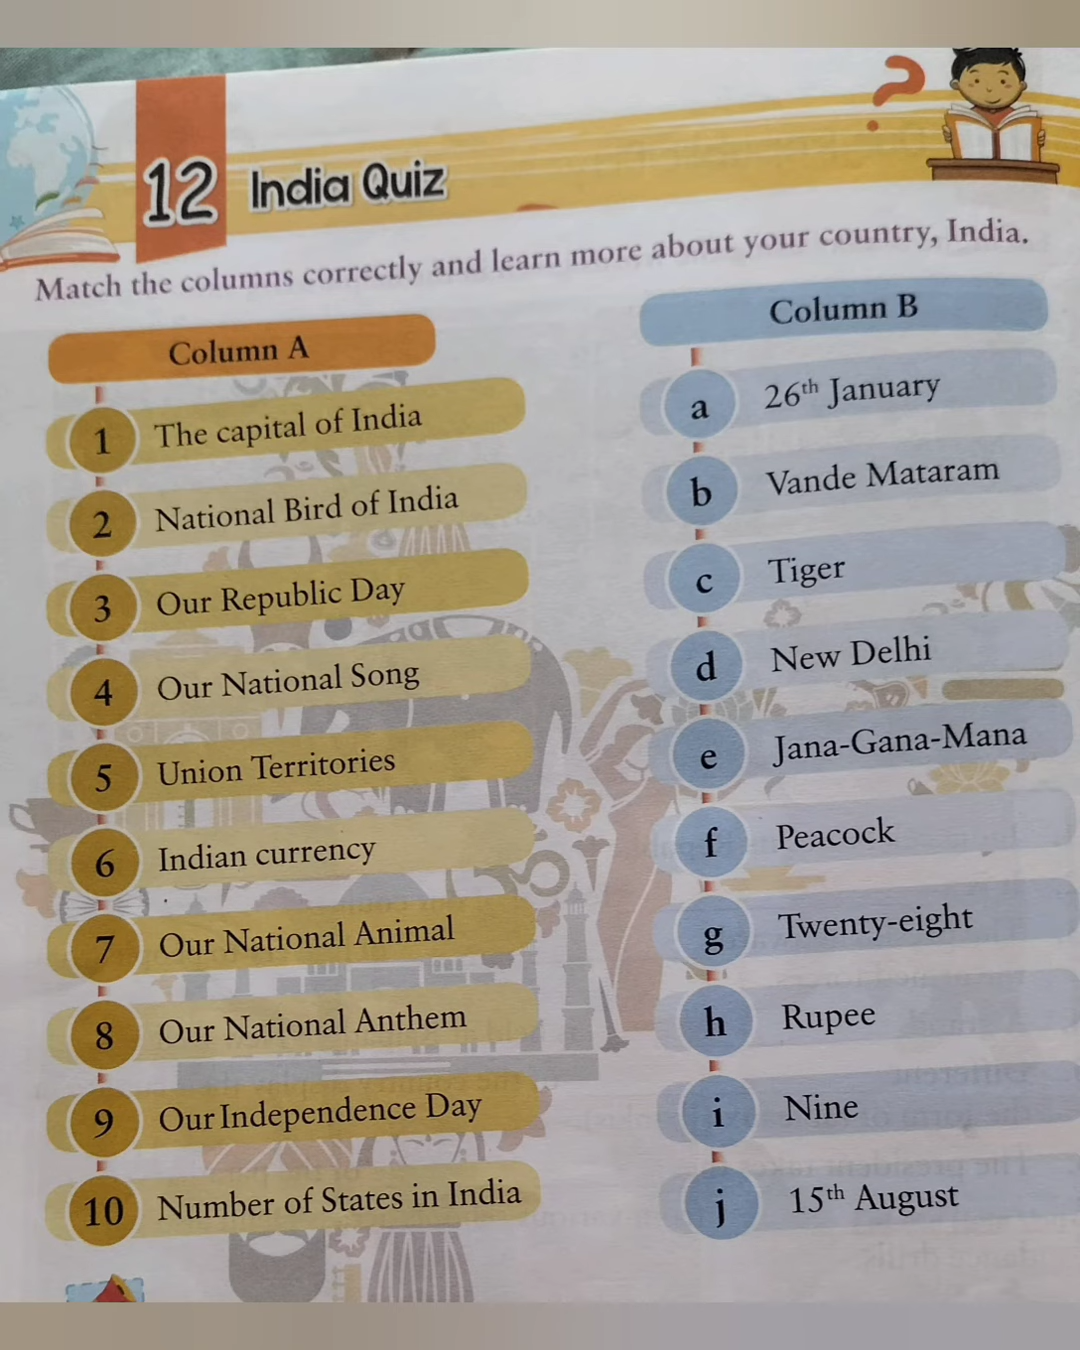 12 India Quiz
Match the columns correctly and learn more about your country, India.
Column A
1 The capital of India
2 National Bird of India
3 Our Republic Day
4 Our National Song
5 Union Territories
6 Indian currency
7 Our National Animal
8 Our National Anthem
9 Our Independence Day
10 Number of States in India
Column B
a 26th January
b Vande Mataram
c Tiger
d New Delhi
e Jana-Gana-Mana
f Peacock
g Twenty-eight
h Rupee
i Nine
j 15th August